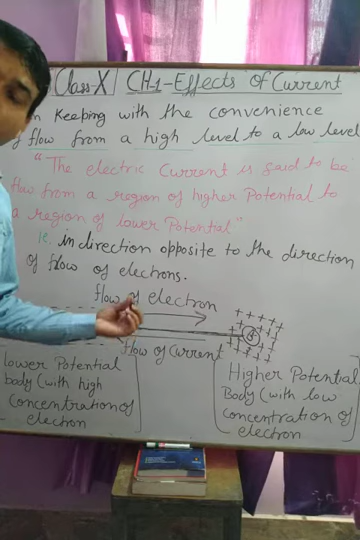 Class-X CH-1-Effects of Current
In Keeping with the convenience
of flow from a high level to a low level
"The electric Current is said to be
flow from a region of higher Potential to
a region of lower Potential"
ie. in direction opposite to the direction
of flow of electrons.
flow of electron
flow of current
Lower Potential
body (with high
concentration of
electron
Higher Potential
Body (with low
concentration of
electron